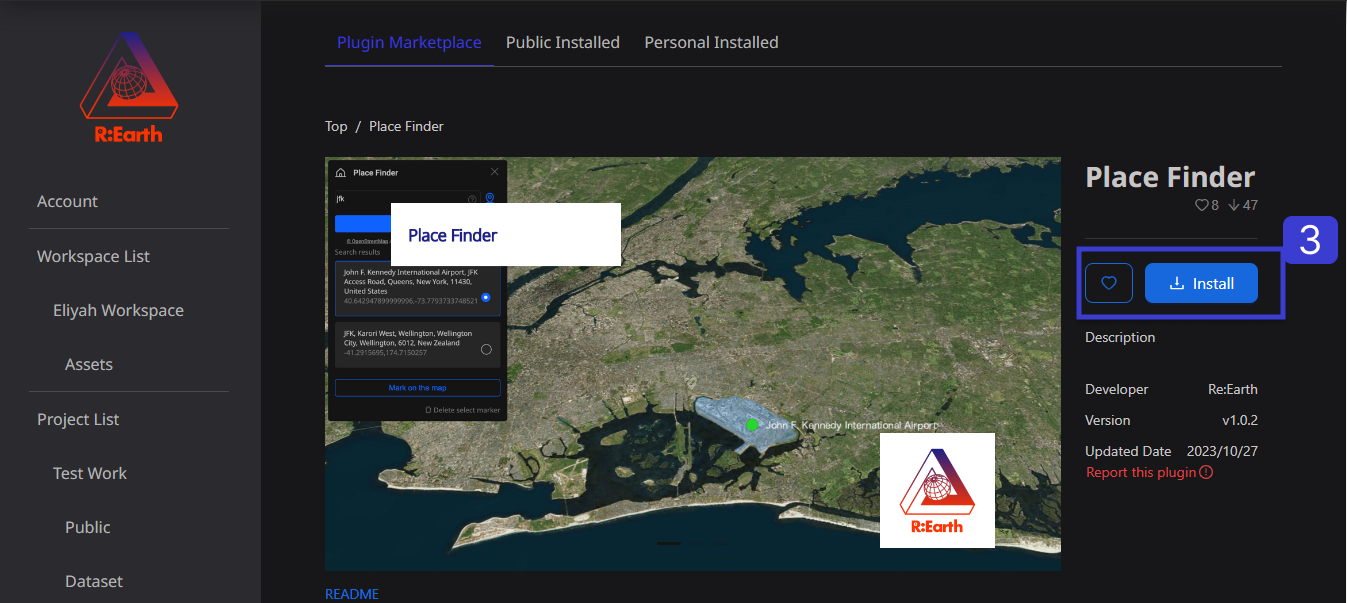 R:Earth
Account
Workspace List
Eliyah Workspace
Assets
Project List
Test Work
Public
Dataset
Plugin Marketplace
Public Installed
Personal Installed
Top / Place Finder
Place Finder
jfk
Place Finder
© OpenStreetMap
Search results
John F. Kennedy International Airport, JFK
Access Road, Queens, New York, 11430,
United States
40.642947899999996,-73.7793733748521
JFK, Karori West, Wellington, Wellington
City, Wellington, 6012, New Zealand
-41.2915695,174.7150257
Mark on the map
Delete select marker
John F. Kennedy International Airport
R:Earth
README
Place Finder
8 47
3
Install
Description
Developer Re:Earth
Version v1.0.2
Updated Date 2023/10/27
Report this plugin